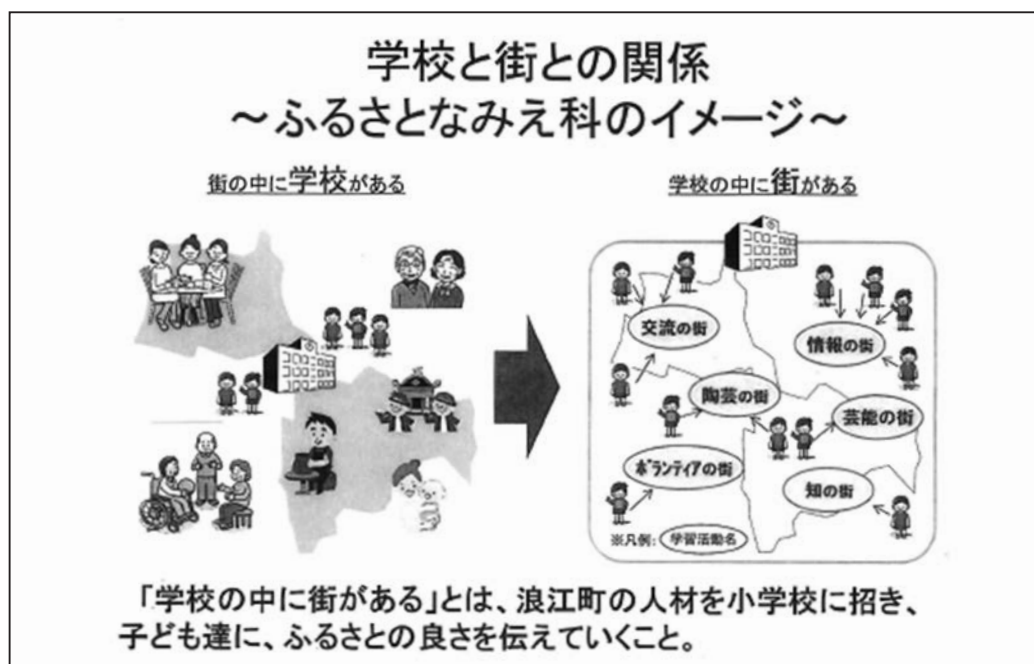 学校と街との関係
～ふるさとなみえ科のイメージ～
街の中に学校がある
学校の中に街がある
交流の街
情報の街
陶芸の街
芸能の街
ボランティアの街
知の街
※凡例：学習活動名
「学校の中に街がある」とは、浪江町の人材を小学校に招き、
子ども達に、ふるさとの良さを伝えていくこと。